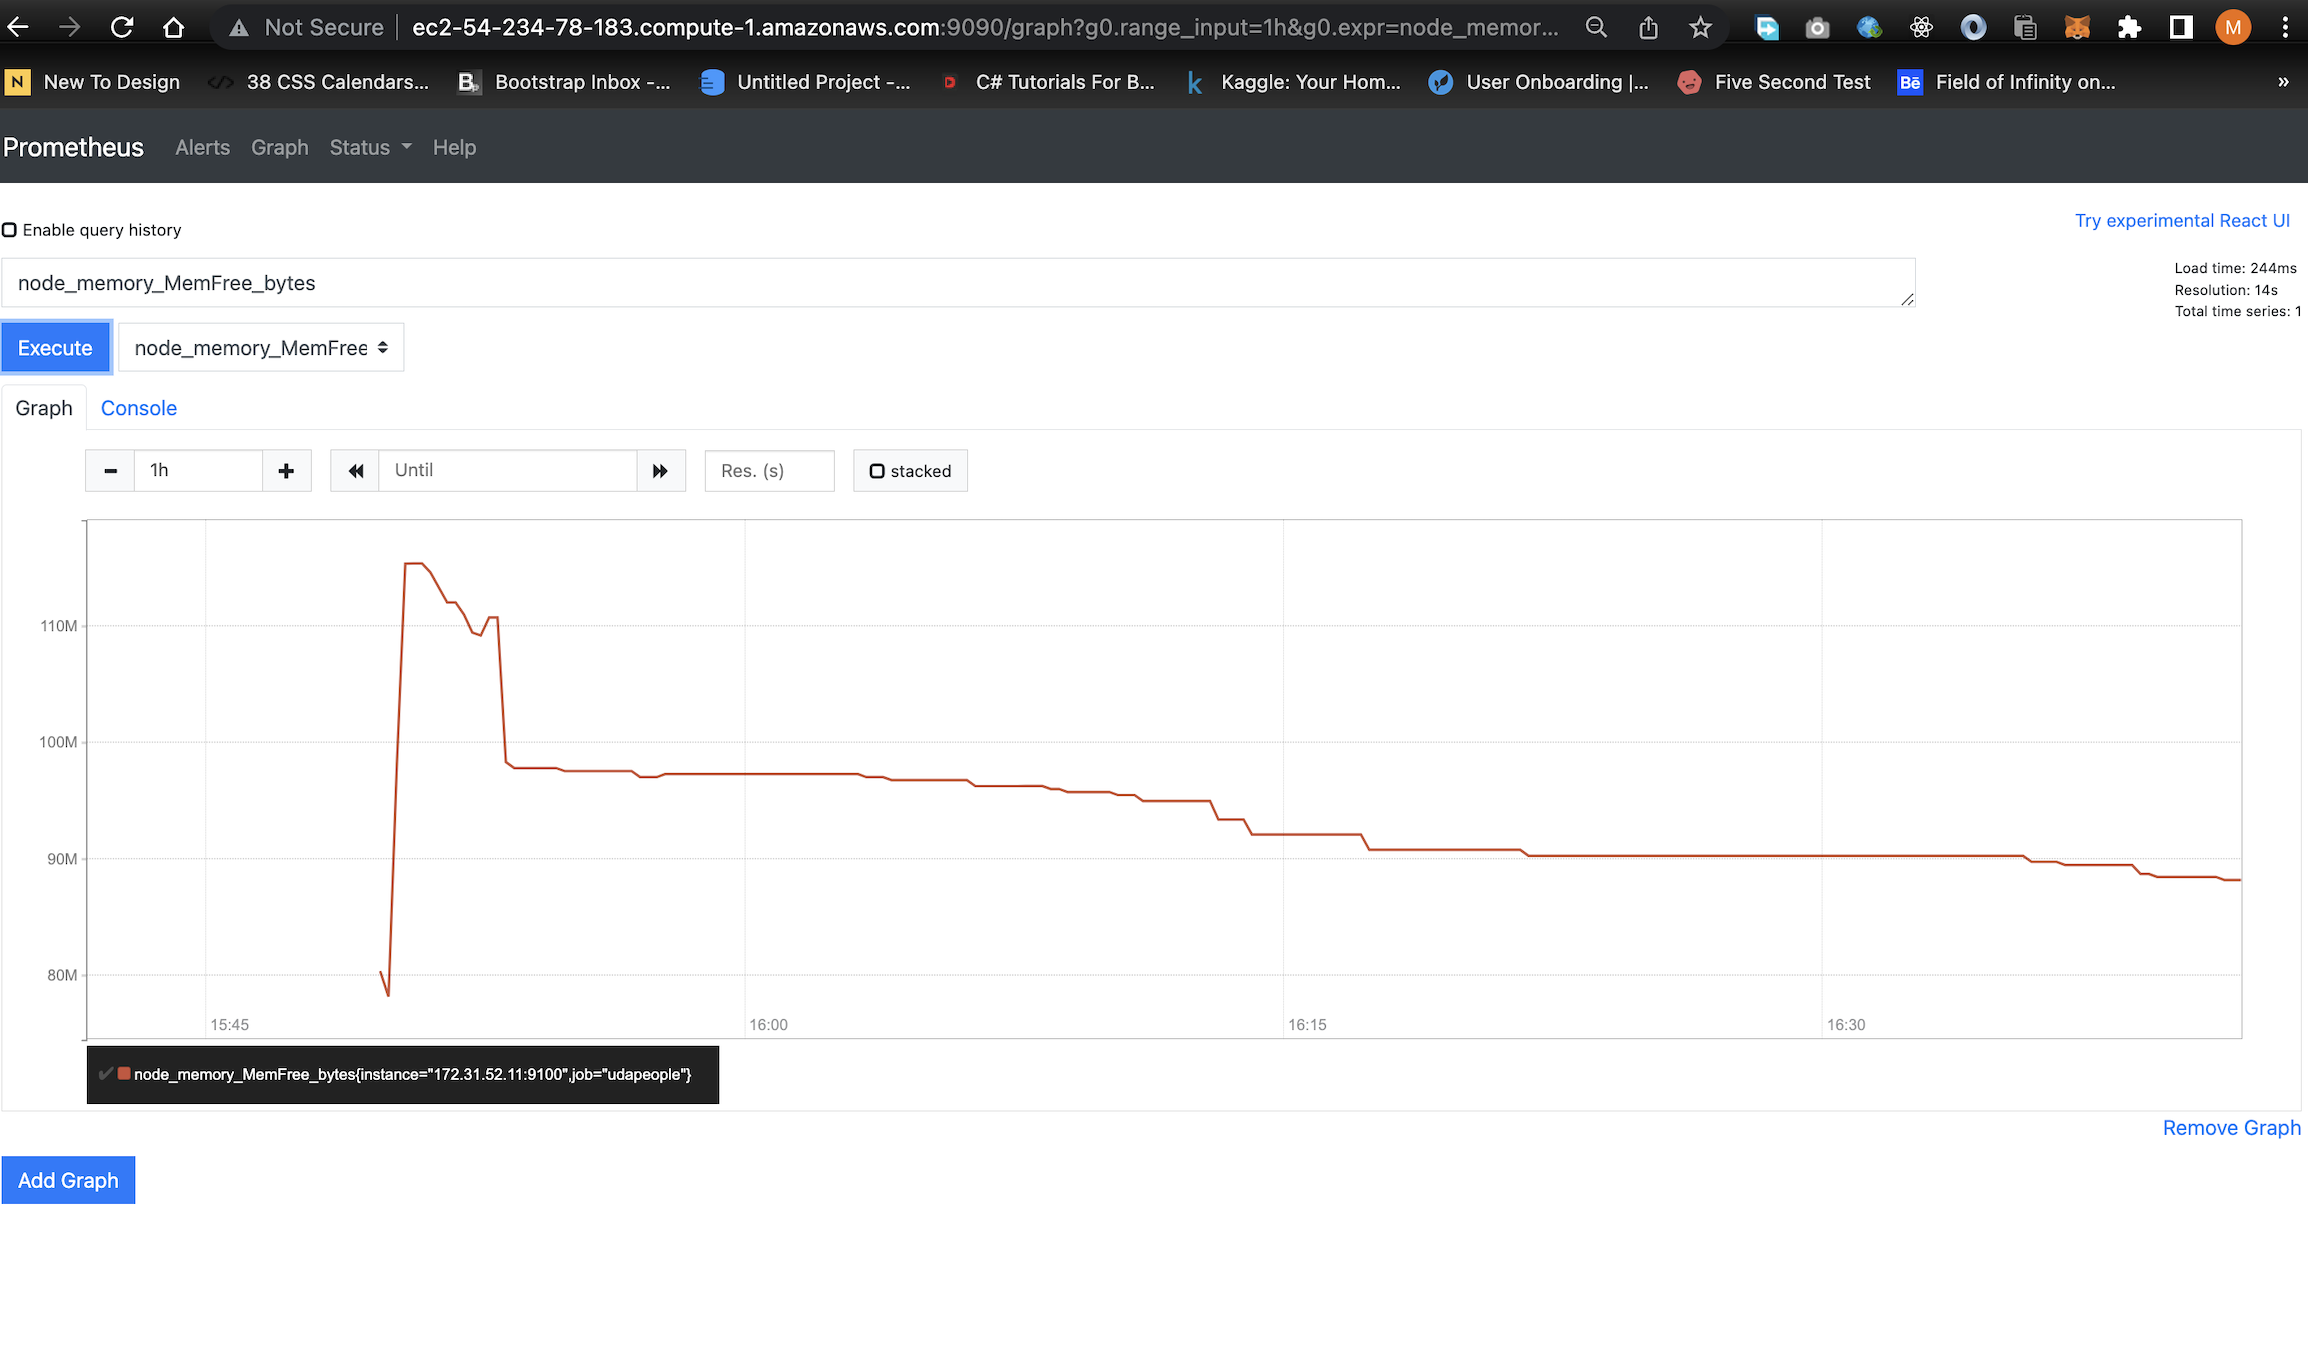 Not Secure ec2-54-234-78-183.compute-1.amazonaws.com:9090/graph?g0.range_input=1h&g0.expr=node_memor... M
N New To Design </> 38 CSS Calendars... B Bootstrap Inbox -... Untitled Project -... C# Tutorials For B... k Kaggle: Your Hom... User Onboarding |... Five Second Test Bē Field of Infinity on... »
Prometheus Alerts Graph Status Help
Enable query history
Try experimental React UI
node_memory_MemFree_bytes
Load time: 244ms
Resolution: 14s
Total time series: 1
Execute node_memory_MemFree
Graph Console
1h Until Res. (s) stacked
110M
100M
90M
80M
15:45 16:00 16:15 16:30
node_memory_MemFree_bytes{instance="172.31.52.11:9100",job="udapeople"}
Remove Graph
Add Graph